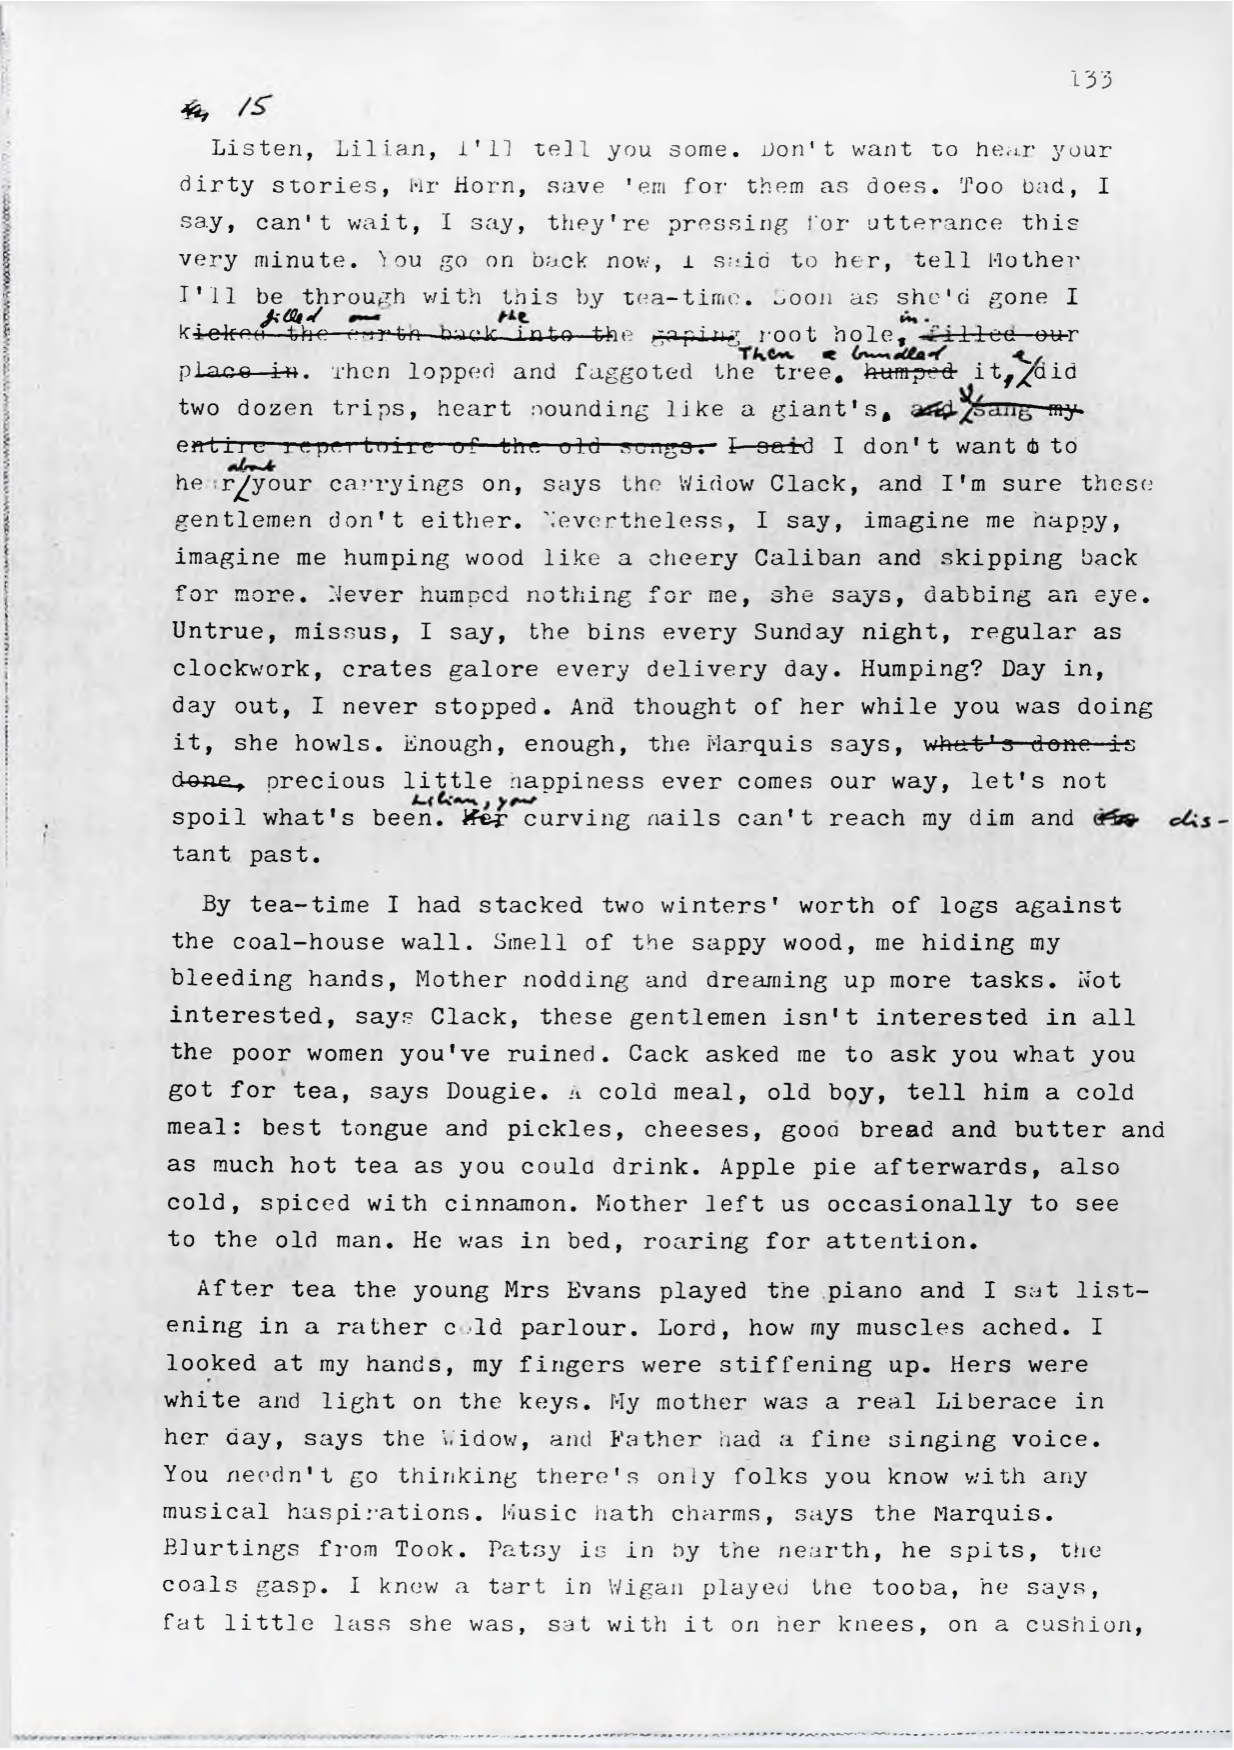 133
15
Listen, Lilian, I'll tell you some. Don't want to hear your
dirty stories, Mr Horn, save 'em for them as does. Too bad, I
say, can't wait, I say, they're pressing for utterance this
very minute. You go on back now, I said to her, tell Mother
I'll be through with this by tea-time. Soon as she'd gone I
filled the in.
kicked the earth back into the gaping root hole, filled our
Then bundled
place in. Then lopped and faggoted the tree. humped it, did
two dozen trips, heart pounding like a giant's, and sang my
entire repertoire of the old songs. I said I don't want to
about
hear your carryings on, says the Widow Clack, and I'm sure these
gentlemen don't either. Nevertheless, I say, imagine me happy,
imagine me humping wood like a cheery Caliban and skipping back
for more. Never humped nothing for me, she says, dabbing an eye.
Untrue, missus, I say, the bins every Sunday night, regular as
clockwork, crates galore every delivery day. Humping? Day in,
day out, I never stopped. And thought of her while you was doing
it, she howls. Enough, enough, the Marquis says, what's done is
done, precious little happiness ever comes our way, let's not
Lilian, your
spoil what's been. Her curving nails can't reach my dim and dis-
tant past.
By tea-time I had stacked two winters' worth of logs against
the coal-house wall. Smell of the sappy wood, me hiding my
bleeding hands, Mother nodding and dreaming up more tasks. Not
interested, says Clack, these gentlemen isn't interested in all
the poor women you've ruined. Cack asked me to ask you what you
got for tea, says Dougie. A cold meal, old boy, tell him a cold
meal: best tongue and pickles, cheeses, good bread and butter and
as much hot tea as you could drink. Apple pie afterwards, also
cold, spiced with cinnamon. Mother left us occasionally to see
to the old man. He was in bed, roaring for attention.
After tea the young Mrs Evans played the piano and I sat list-
ening in a rather cold parlour. Lord, how my muscles ached. I
looked at my hands, my fingers were stiffening up. Hers were
white and light on the keys. My mother was a real Liberace in
her day, says the Widow, and Father had a fine singing voice.
You needn't go thinking there's only folks you know with any
musical haspirations. Music hath charms, says the Marquis.
Blurtings from Took. Patsy is in by the hearth, he spits, the
coals gasp. I knew a tart in Wigan played the tooba, he says,
fat little lass she was, sat with it on her knees, on a cushion,